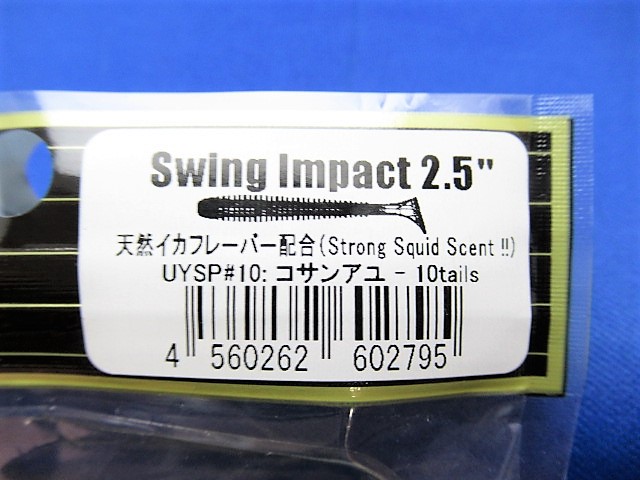 Swing Impact 2.5"
天然イカフレーバー配合(Strong Squid Scent !!)
UYSP#10: コサンアユ - 10tails
4 560262 602795